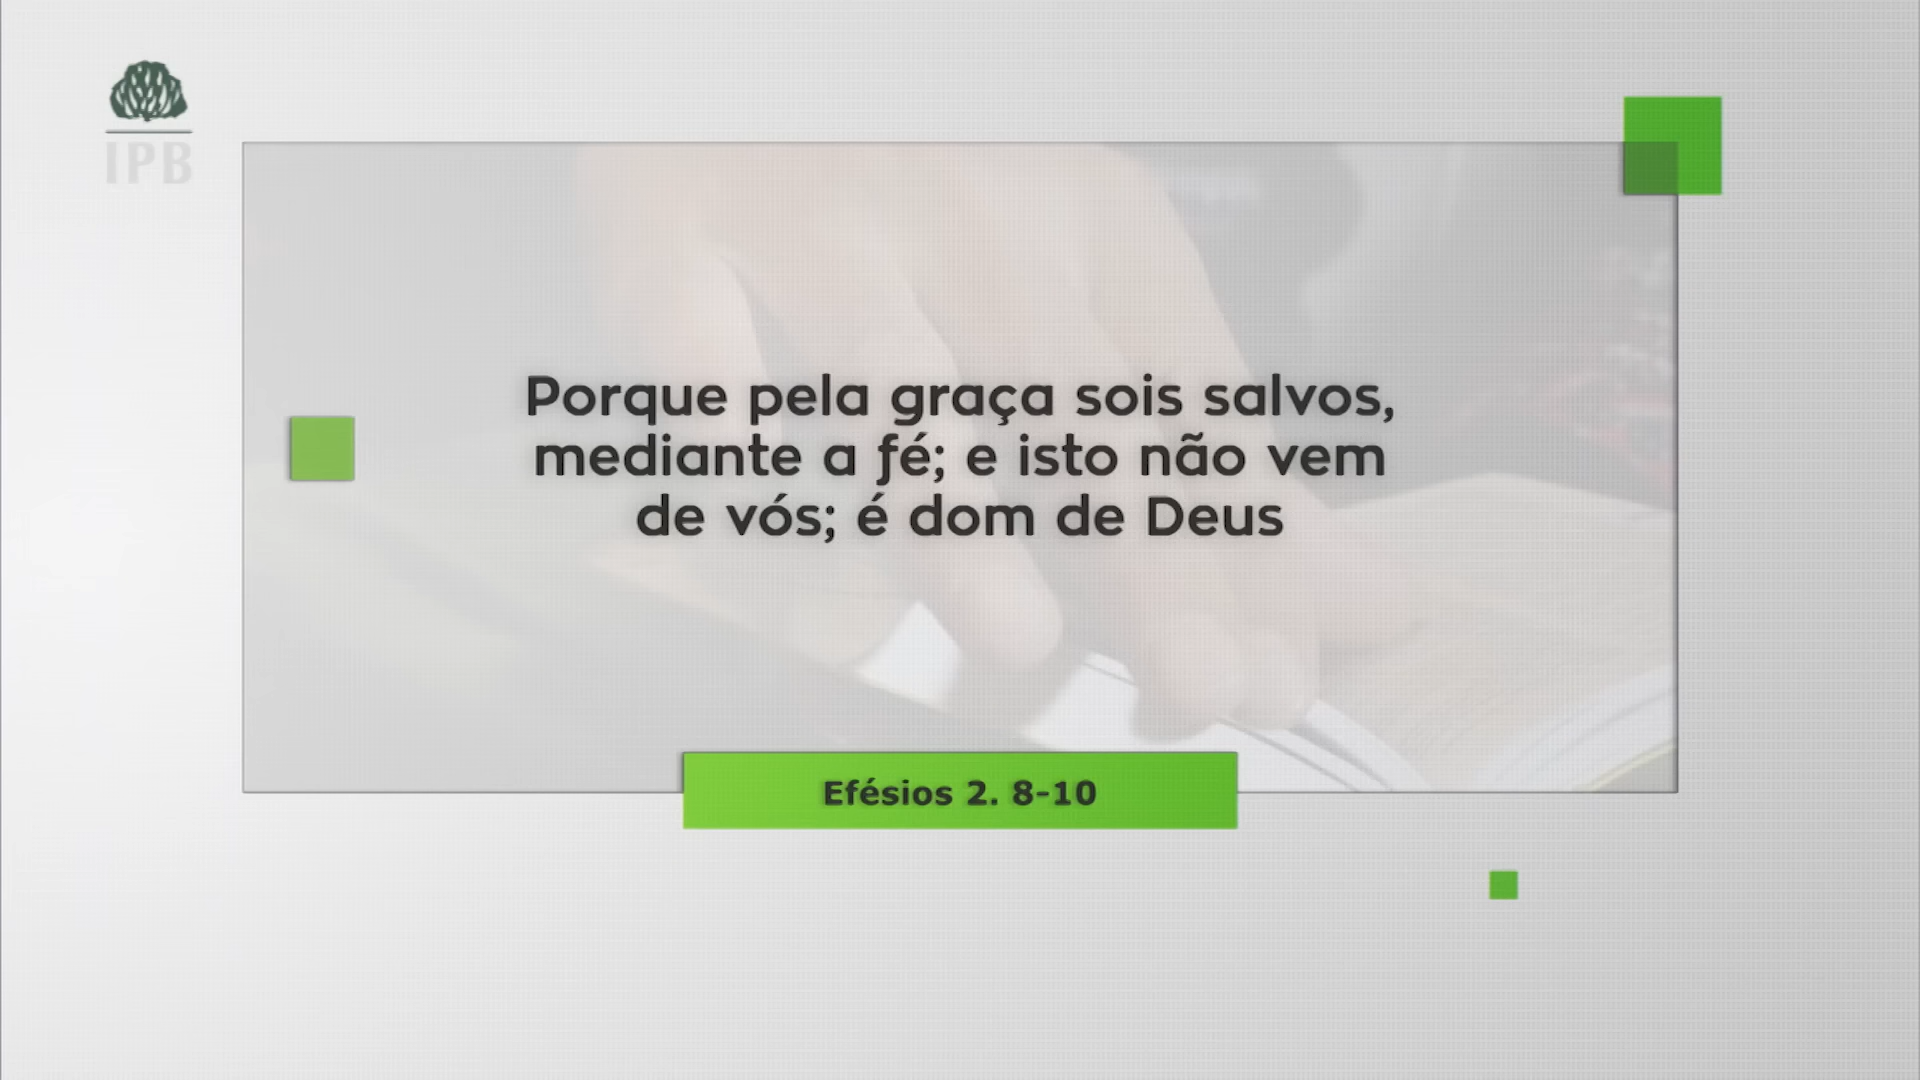 IPB
Porque pela graça sois salvos,
mediante a fé; e isto não vem
de vós; é dom de Deus
Efésios 2. 8-10